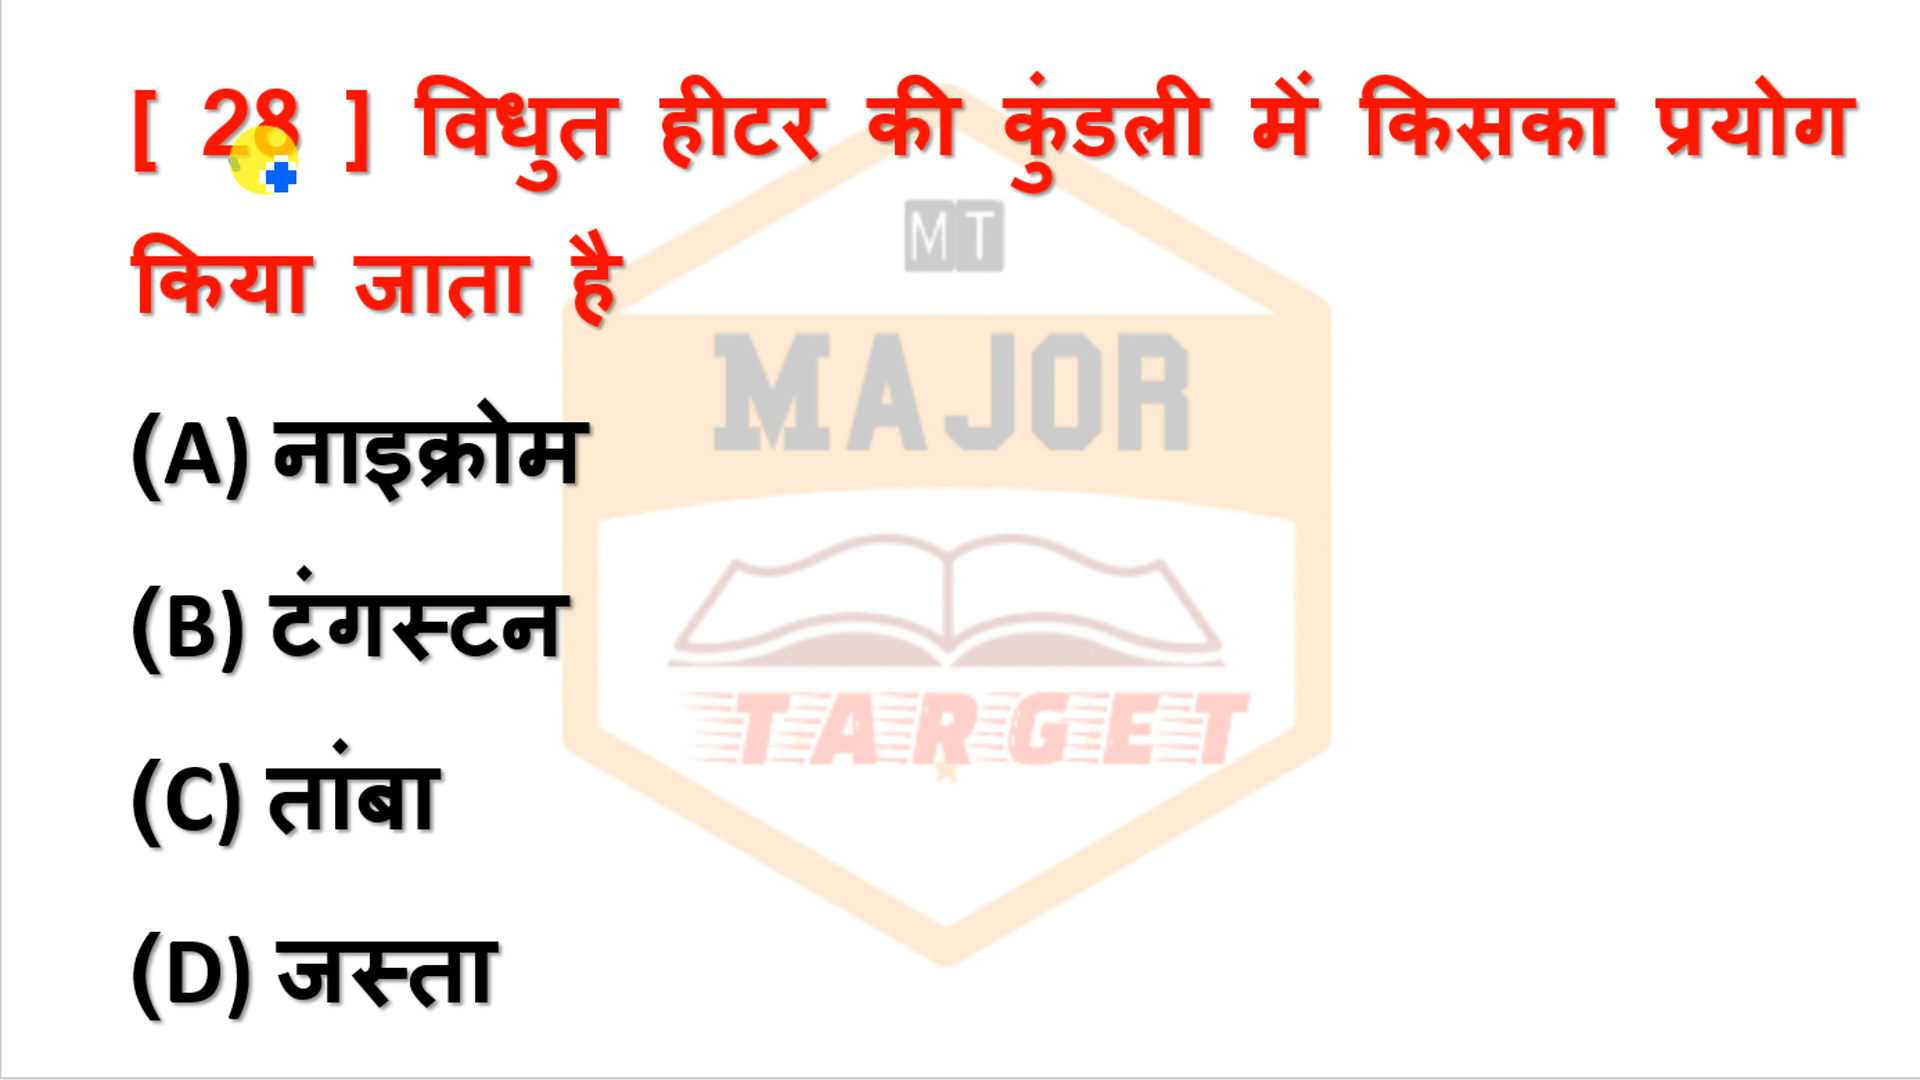 [ 28 ] विधुत हीटर की कुंडली में किसका प्रयोग
किया जाता है
MT
MAJOR
(A) नाइक्रोम
(B) टंगस्टन
TARGET
(C) तांबा
(D) जस्ता